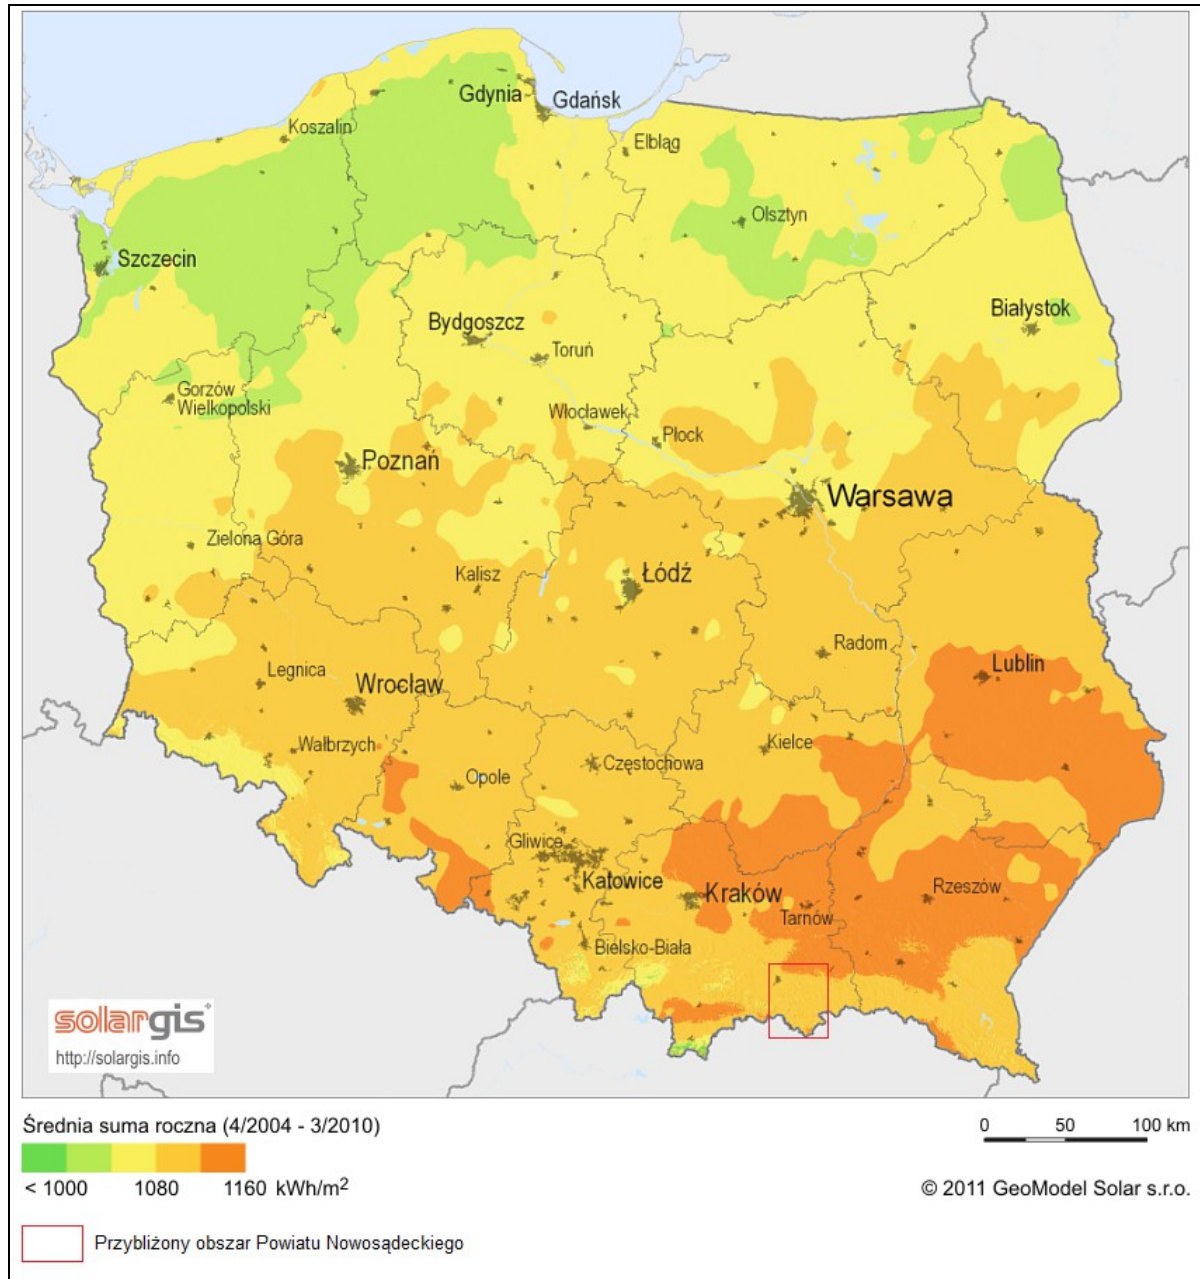 Gdynia
Gdańsk
Koszalin
Elbląg
Olsztyn
Szczecin
Białystok
Bydgoszcz
Toruń
Gorzów
Wielkopolski
Włocławek
Płock
Poznań
Warsawa
Zielona Góra
Kalisz
Łódź
Radom
Lublin
Legnica
Wrocław
Wałbrzych
Kielce
Opole
Częstochowa
Gliwice
Katowice
Kraków
Rzeszów
Tarnów
Bielsko-Biała
solargis
http://solargis.info
Średnia suma roczna (4/2004 - 3/2010)
0 50 100 km
< 1000 1080 1160 kWh/m²
© 2011 GeoModel Solar s.r.o.
Przybliżony obszar Powiatu Nowosądeckiego